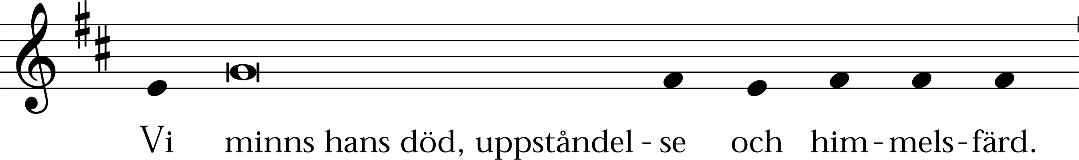 Vi minns hans död, uppståndel-se och him-mels-färd.